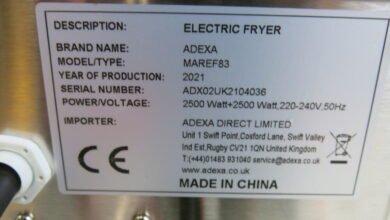 DESCRIPTION: ELECTRIC FRYER
BRAND NAME: ADEXA
MODEL/TYPE: MAREF83
YEAR OF PRODUCTION: 2021
SERIAL NUMBER: ADX02UK2104036
POWER/VOLTAGE: 2500 Watt+2500 Watt,220-240V,50Hz
IMPORTER: ADEXA DIRECT LIMITED
Unit 1 Swift Point,Cosford Lane, Swift Valley
Ind Est,Rugby CV21 1QN United Kingdom
T:(+44)01483 931040 service@adexa.co.uk
www.adexa.co.uk
CE
MADE IN CHINA